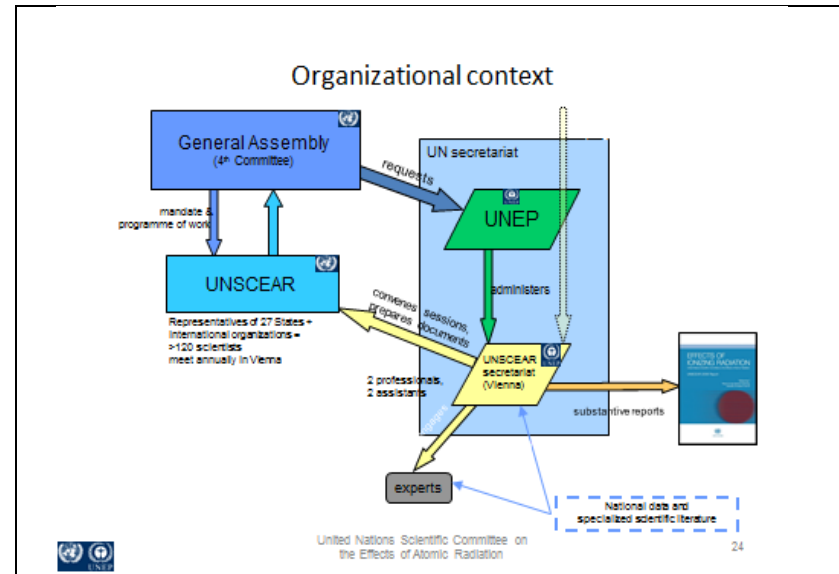 Organizational context
General Assembly
(4th Committee)
requests
UN secretariat
UNEP
mandate &
programme of work
UNSCEAR
administers
convenes sessions,
prepares documents
Representatives of 27 States +
International organizations =
>120 scientists
meet annually in Vienna
UNSCEAR
secretariat
(Vienna)
2 professionals,
2 assistants
EFFECTS OF
IONIZING RADIATION
substantive reports
experts
National data and
specialized scientific literature
United Nations Scientific Committee on
the Effects of Atomic Radiation
24
UNEP